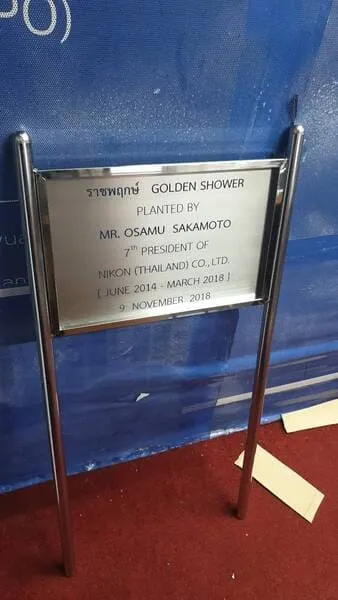 PO)
ราชพฤกษ์ GOLDEN SHOWER
PLANTED BY
MR. OSAMU SAKAMOTO
7th PRESIDENT OF
NIKON (THAILAND) CO., LTD.
[ JUNE 2014 - MARCH 2018 ]
9 NOVEMBER 2018